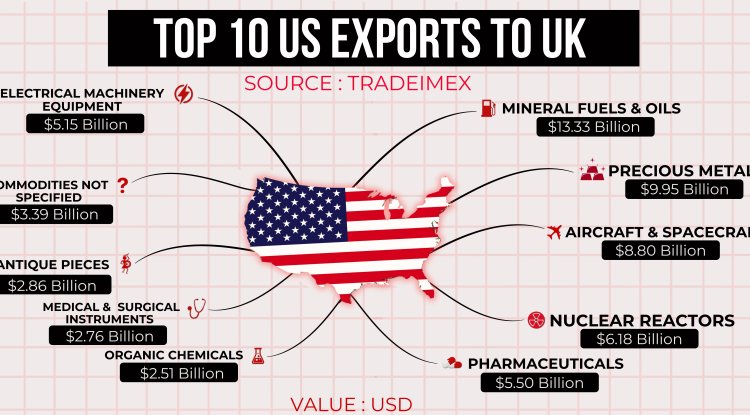 TOP 10 US EXPORTS TO UK
SOURCE : TRADEIMEX
ELECTRICAL MACHINERY
EQUIPMENT
$5.15 Billion
MINERAL FUELS & OILS
$13.33 Billion
PRECIOUS METAL
$9.95 Billion
OMMODITIES NOT
SPECIFIED
$3.39 Billion
?
AIRCRAFT & SPACECRA
$8.80 Billion
ANTIQUE PIECES
$2.86 Billion
MEDICAL & SURGICAL
INSTRUMENTS
$2.76 Billion
NUCLEAR REACTORS
$6.18 Billion
ORGANIC CHEMICALS
$2.51 Billion
PHARMACEUTICALS
$5.50 Billion
VALUE : USD